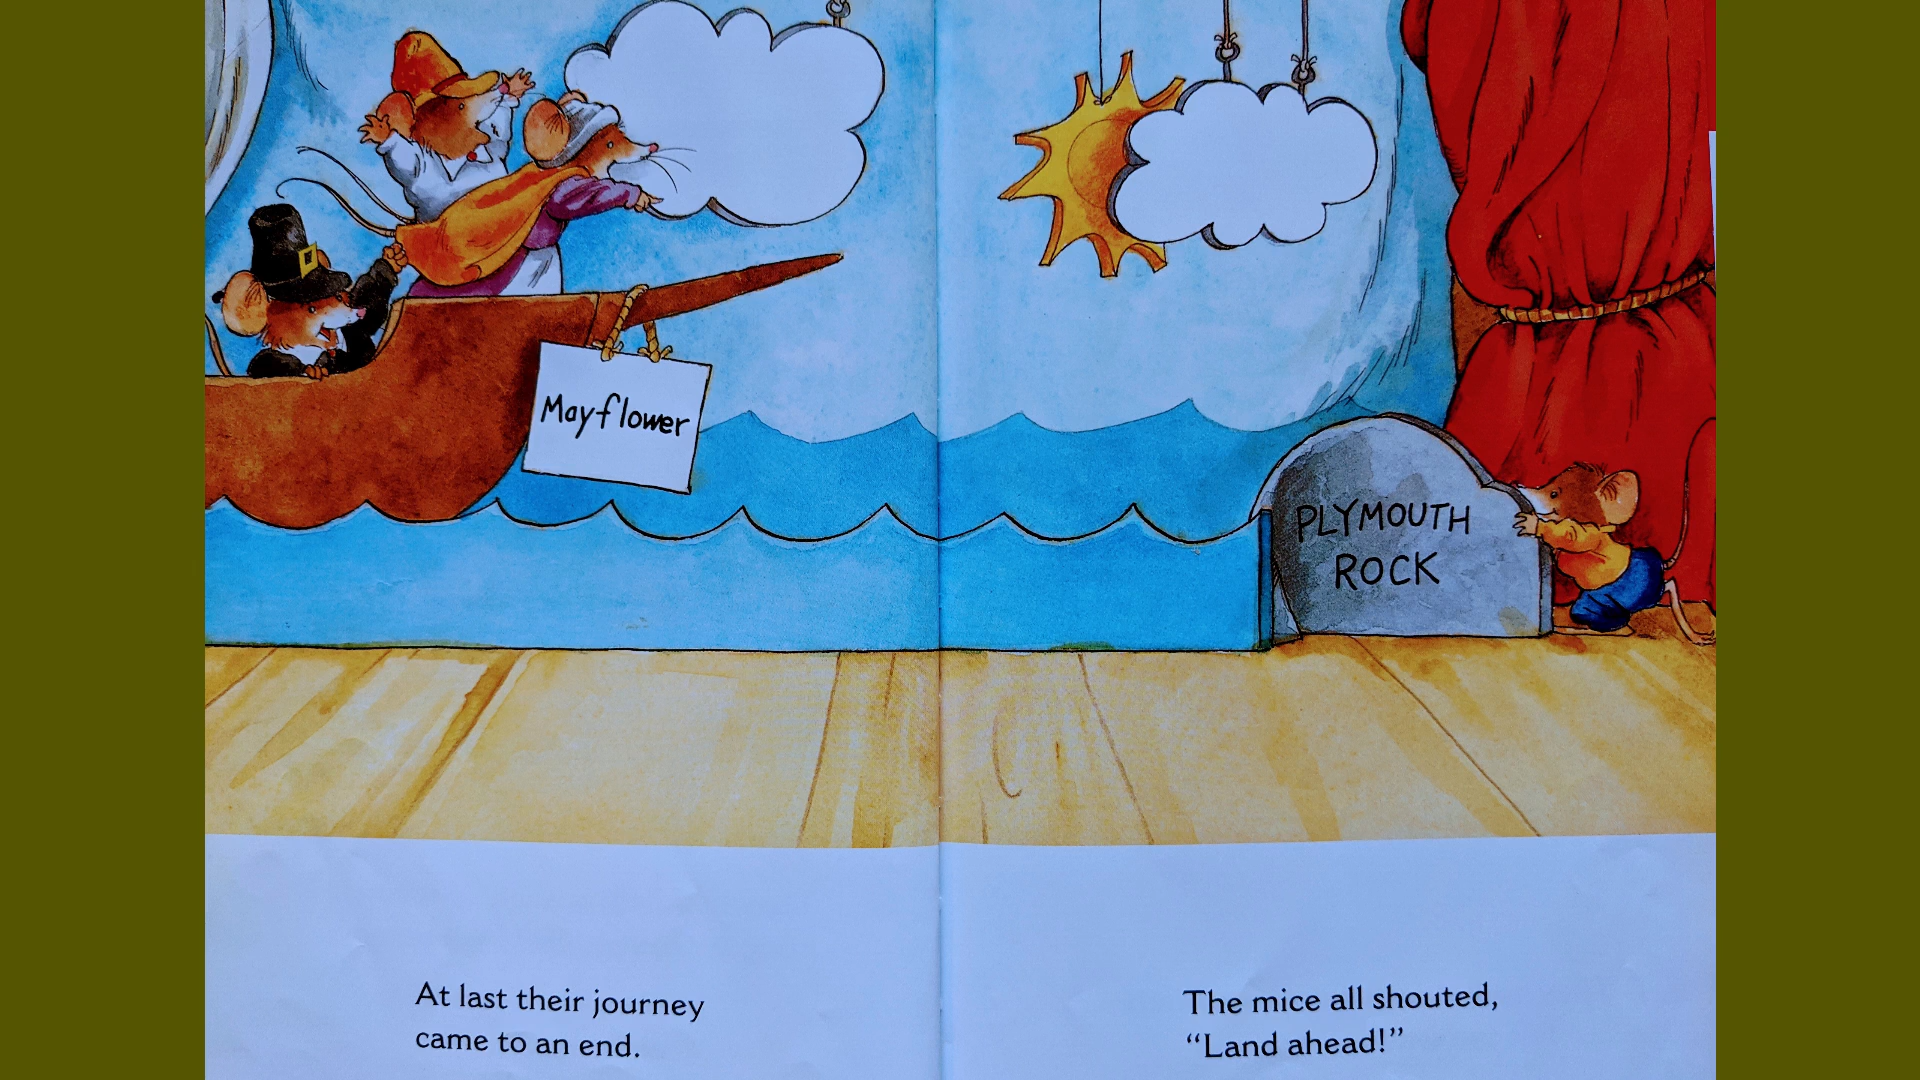 Mayflower
PLYMOUTH
ROCK
At last their journey
came to an end.
The mice all shouted,
“Land ahead!”